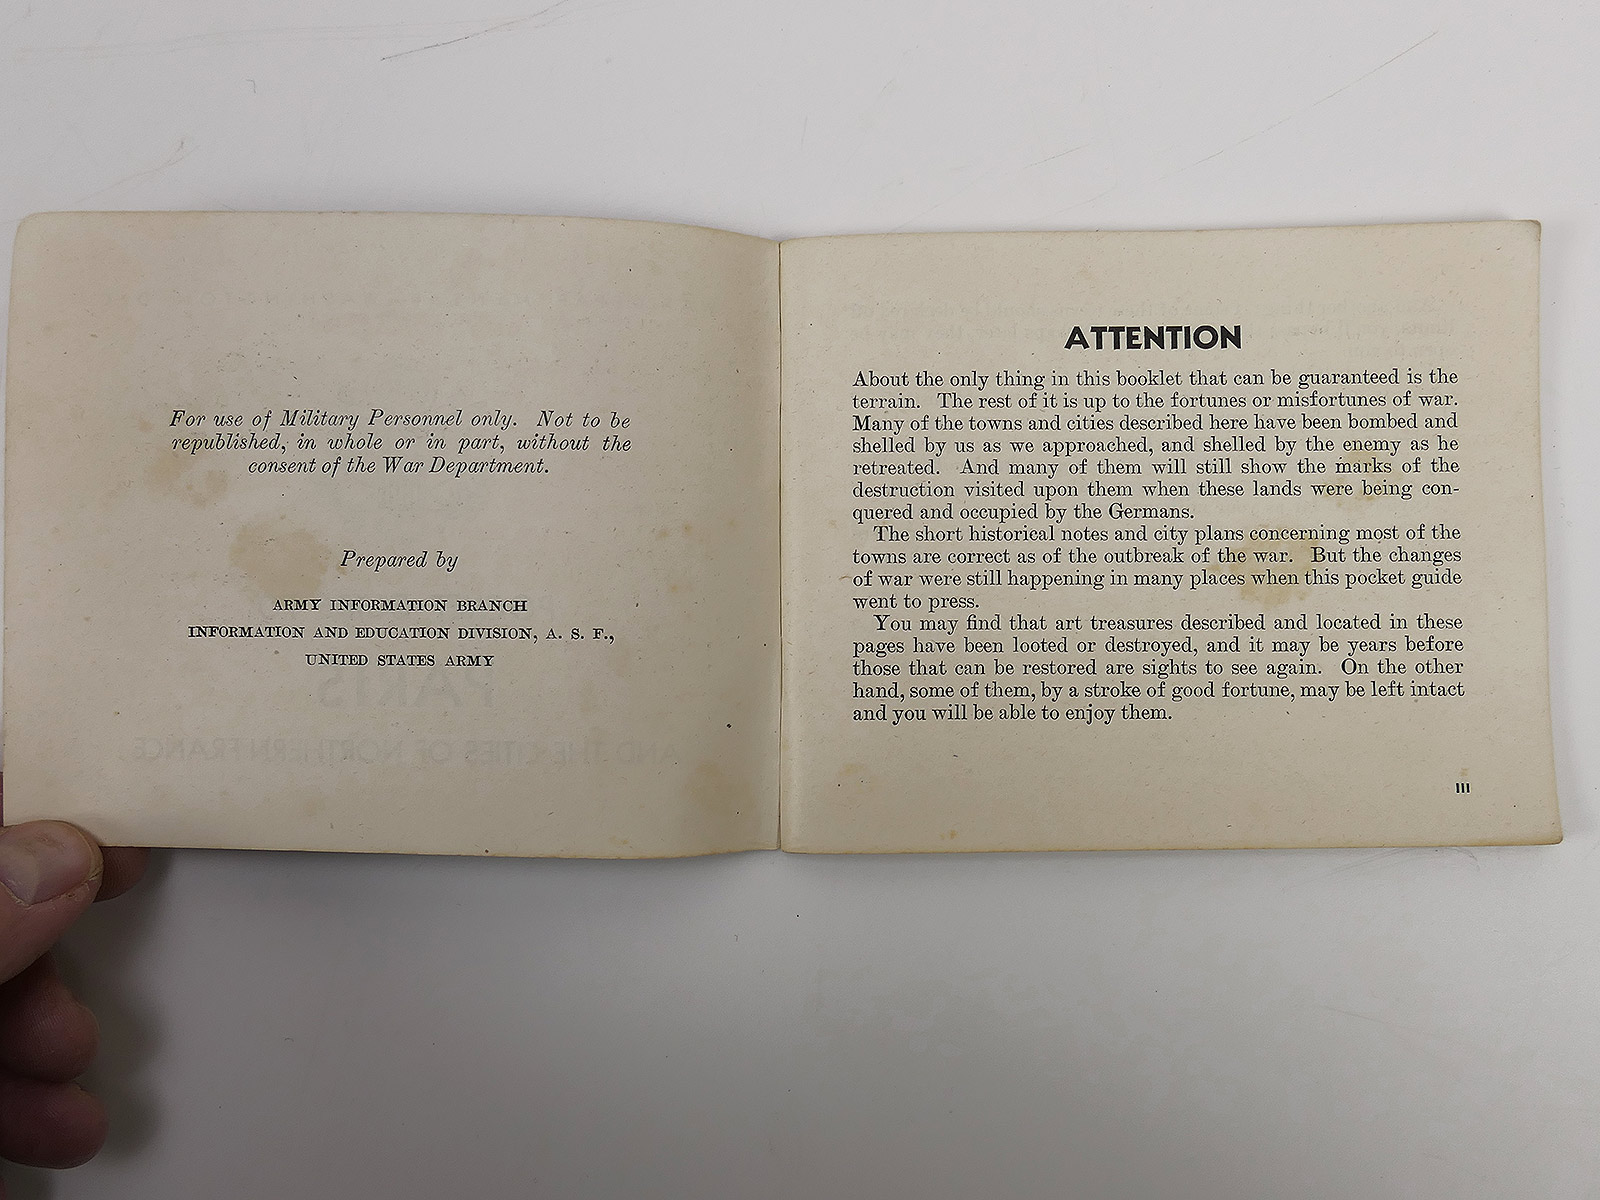 For use of Military Personnel only. Not to be
republished, in whole or in part, without the
consent of the War Department.
Prepared by
ARMY INFORMATION BRANCH
INFORMATION AND EDUCATION DIVISION, A. S. F.,
UNITED STATES ARMY
PARIS
AND THE CITIES OF NORTHERN FRANCE
ATTENTION
About the only thing in this booklet that can be guaranteed is the
terrain. The rest of it is up to the fortunes or misfortunes of war.
Many of the towns and cities described here have been bombed and
shelled by us as we approached, and shelled by the enemy as he
retreated. And many of them will still show the marks of the
destruction visited upon them when these lands were being con-
quered and occupied by the Germans.
The short historical notes and city plans concerning most of the
towns are correct as of the outbreak of the war. But the changes
of war were still happening in many places when this pocket guide
went to press.
You may find that art treasures described and located in these
pages have been looted or destroyed, and it may be years before
those that can be restored are sights to see again. On the other
hand, some of them, by a stroke of good fortune, may be left intact
and you will be able to enjoy them.
III